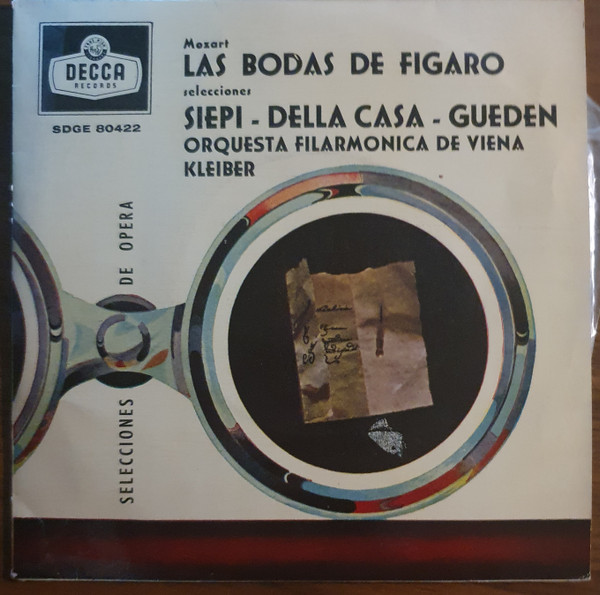 DECCA
RECORDS
SDGE 80422
Mozart
LAS BODAS DE FIGARO
selecciones
SIEPI - DELLA CASA - GUEDEN
ORQUESTA FILARMONICA DE VIENA
KLEIBER
SELECCIONES DE OPERA